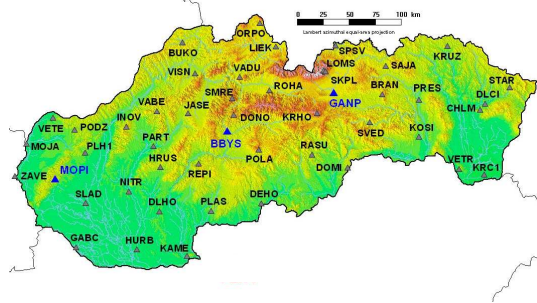 0 25 50 75 100 km
Lambert azimuthal equi-area projection
ORPO
BUKO
LIEK
SPSV
KRUZ
LOMS
SAJA
VISN
VADU
SKPL
STAR
ROHA
BRAN
SMRE
PRES
DLCI
GANP
VABE
JASE
CHLM
DONO
KRHO
VETE
PODZ
INOV
SVED
KOSI
PART
BBYS
MOJA
PLH1
RASU
HRUS
POLA
VETR
KRC1
MOPI
REPI
DOMI
ZAVE
NITR
SLAD
DEHO
DLHO
PLAS
GABC
HURB
KAME